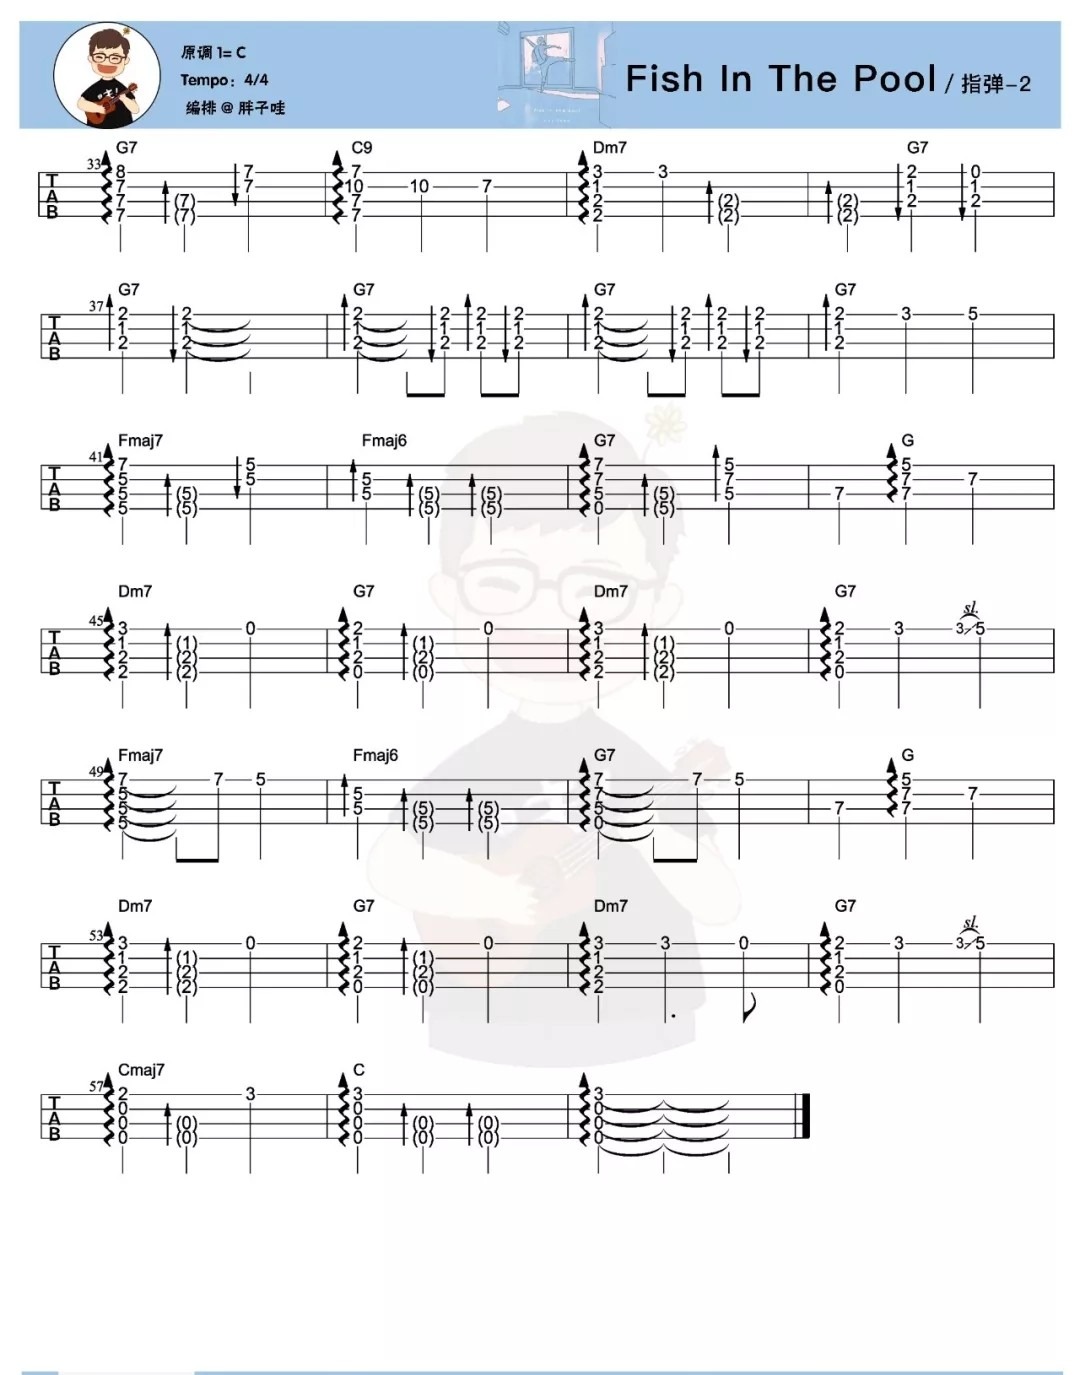 原调 1= C
Tempo: 4/4
编排 @ 胖子哇
Fish In The Pool / 指弹-2
G7 C9 Dm7 G7
33
T A B
8 7 7 7 (7) (7) 7 7 7 10 7 7 10 7 3 1 2 2 3 (2) (2) (2) (2) 2 1 2 0 1 2
G7 G7 G7 G7
37
T A B
2 1 2 2 1 2 2 1 2 2 1 2 2 1 2 2 1 2 2 1 2 2 1 2 2 1 2 2 1 2 2 1 2 3 5
Fmaj7 Fmaj6 G7 G
41
T A B
7 5 5 5 (5) (5) 5 5 5 5 (5) (5) (5) (5) 7 7 5 0 (5) (5) 5 7 5 7 5 7 7 7
Dm7 G7 Dm7 G7
45
T A B
3 1 2 2 (1) (2) (2) 0 2 1 2 0 (1) (2) (0) 0 3 1 2 2 (1) (2) (2) 0 2 1 2 0 3 sl. 3 5
Fmaj7 Fmaj6 G7 G
49
T A B
7 5 5 5 7 5 5 5 (5) (5) (5) (5) 7 7 5 0 7 5 7 5 7 7 7
Dm7 G7 Dm7 G7
53
T A B
3 1 2 2 (1) (2) (2) 0 2 1 2 0 (1) (2) (0) 0 3 1 2 2 3 0 2 1 2 0 3 sl. 3 5
Cmaj7 C
57
T A B
2 0 0 0 (0) (0) 3 3 0 0 0 (0) (0) (0) (0) 3 0 0 0